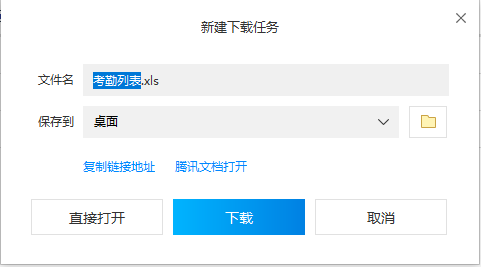 新建下载任务
文件名 考勤列表.xls
保存到 桌面
复制链接地址 腾讯文档打开
直接打开 下载 取消